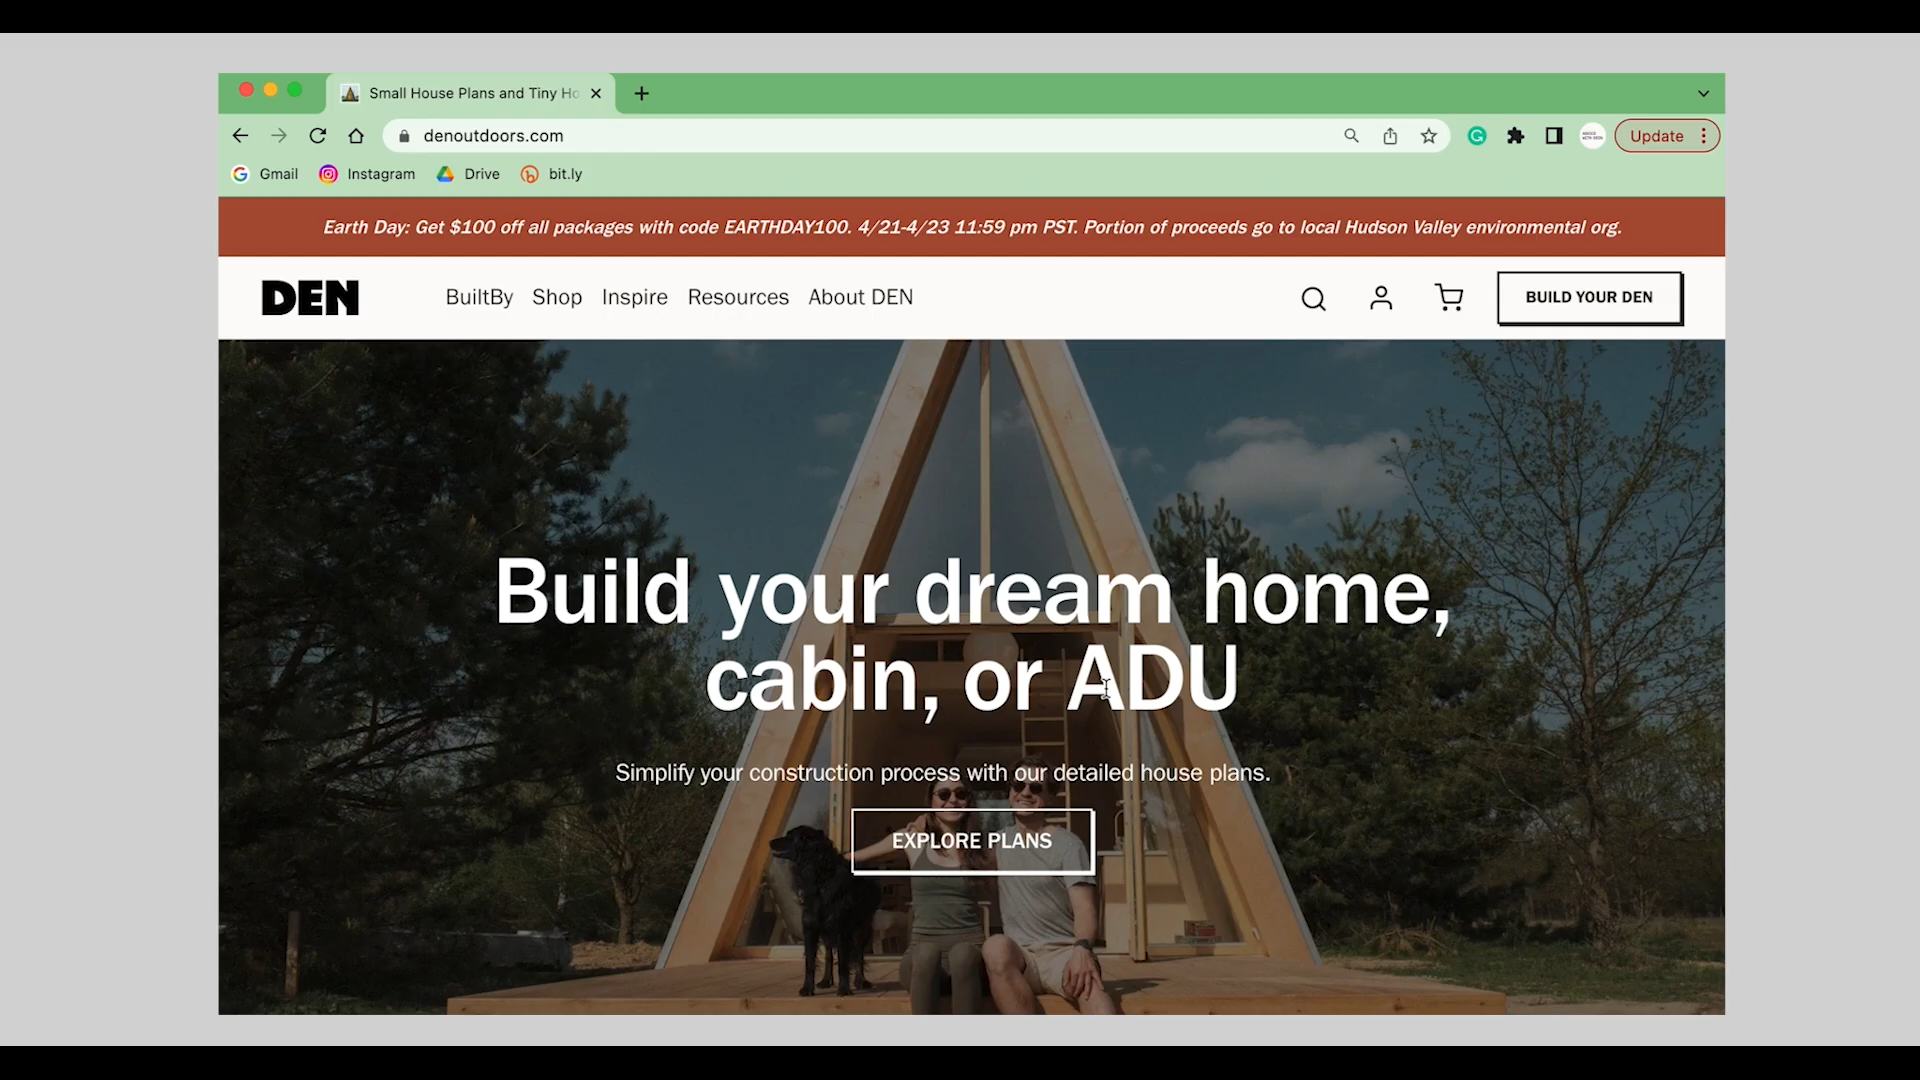 Small House Plans and Tiny Ho
denoutdoors.com
Update
Gmail
Instagram
Drive
bit.ly
Earth Day: Get $100 off all packages with code EARTHDAY100. 4/21-4/23 11:59 pm PST. Portion of proceeds go to local Hudson Valley environmental org.
DEN
BuiltBy
Shop
Inspire
Resources
About DEN
BUILD YOUR DEN
Build your dream home,
cabin, or ADU
Simplify your construction process with our detailed house plans.
EXPLORE PLANS